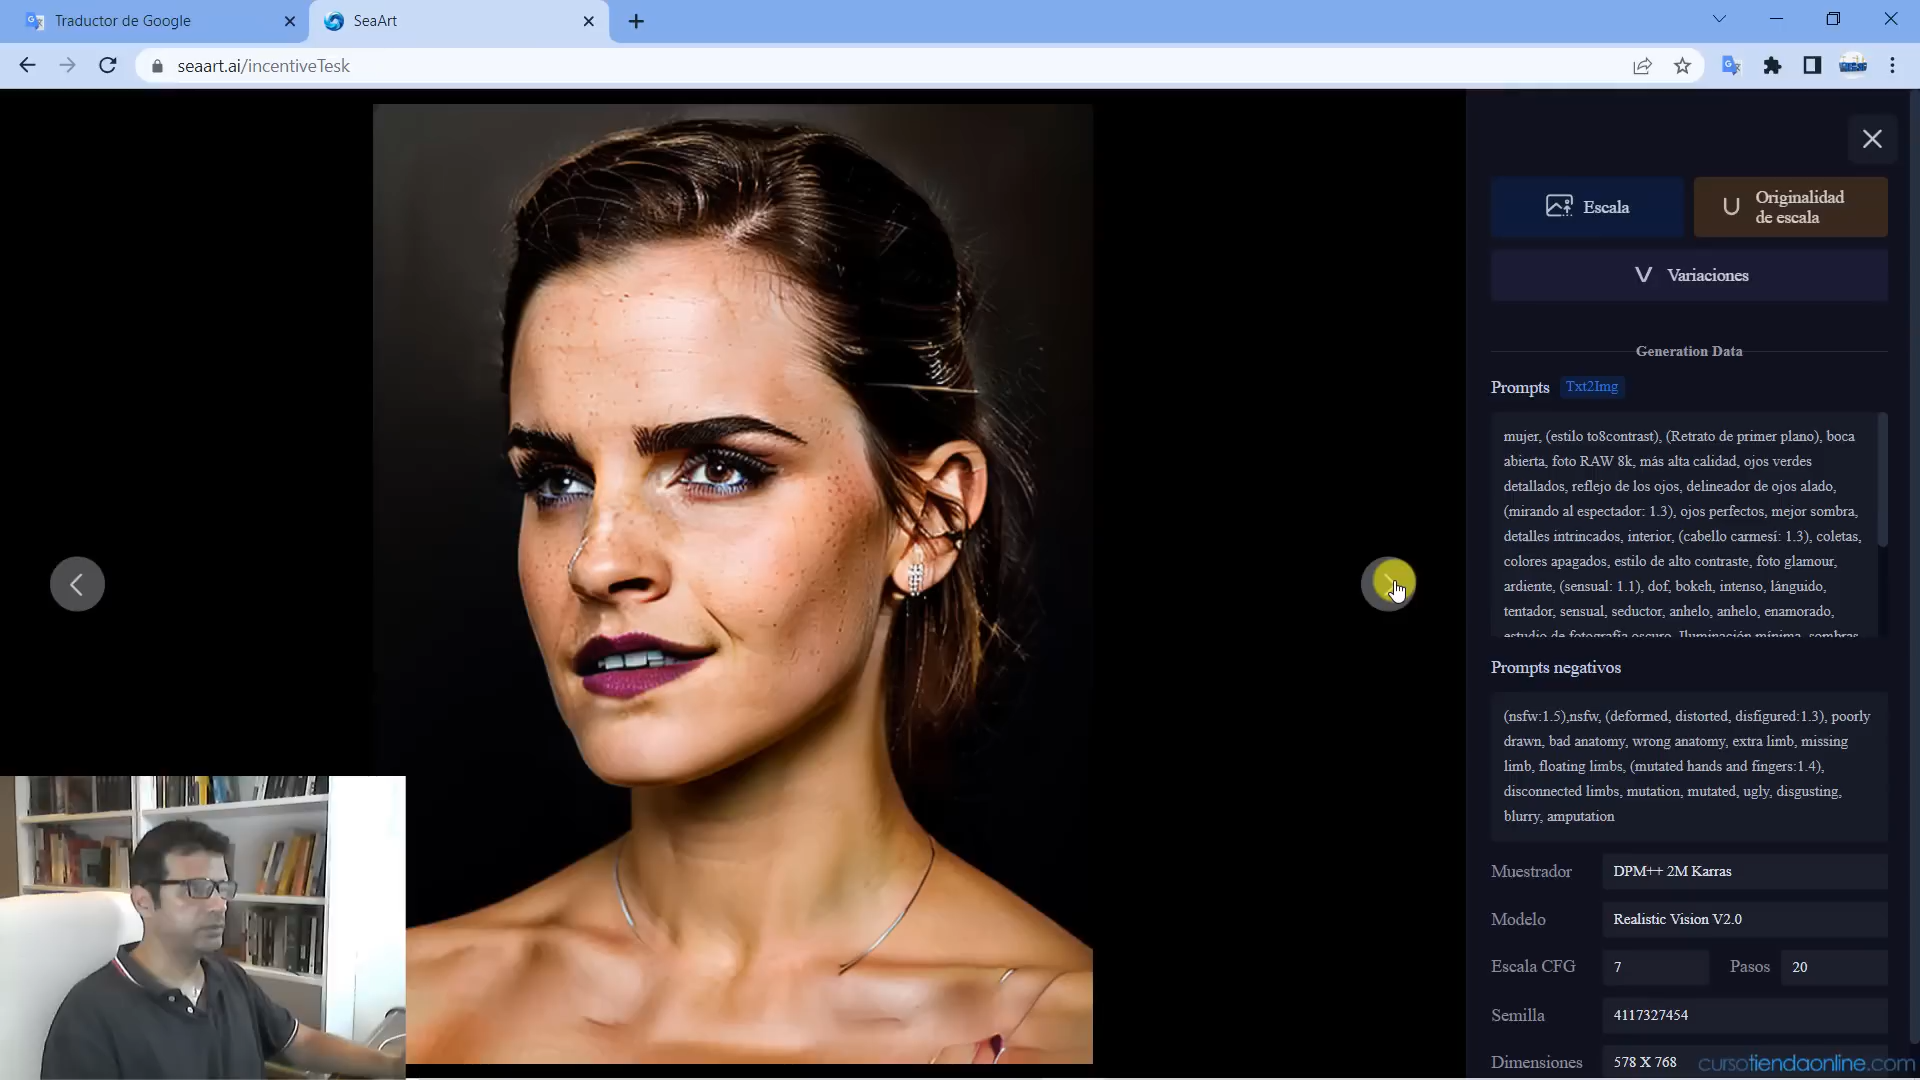 Traductor de Google
SeaArt
seaart.ai/incentiveTesk
Escala
Originalidad
de escala
Variaciones
Generation Data
Prompts
Txt2Img
mujer, (estilo to8contrast), (Retrato de primer plano), boca
abierta, foto RAW 8k, más alta calidad, ojos verdes
detallados, reflejo de los ojos, delineador de ojos alado,
(mirando al espectador: 1.3), ojos perfectos, mejor sombra,
detalles intrincados, interior, (cabello carmesí: 1.3), coletas,
colores apagados, estilo de alto contraste, foto glamour,
ardiente, (sensual: 1.1), dof, bokeh, intenso, lánguido,
tentador, sensual, seductor, anhelo, anhelo, enamorado,
estudio de fotografía oscuro, Iluminación mínima, sombras
Prompts negativos
(nsfw:1.5),nsfw, (deformed, distorted, disfigured:1.3), poorly
drawn, bad anatomy, wrong anatomy, extra limb, missing
limb, floating limbs, (mutated hands and fingers:1.4),
disconnected limbs, mutation, mutated, ugly, disgusting,
blurry, amputation
Muestrador DPM++ 2M Karras
Modelo Realistic Vision V2.0
Escala CFG 7 Pasos 20
Semilla 4117327454
Dimensiones 578 X 768
cursotiendaonline.com